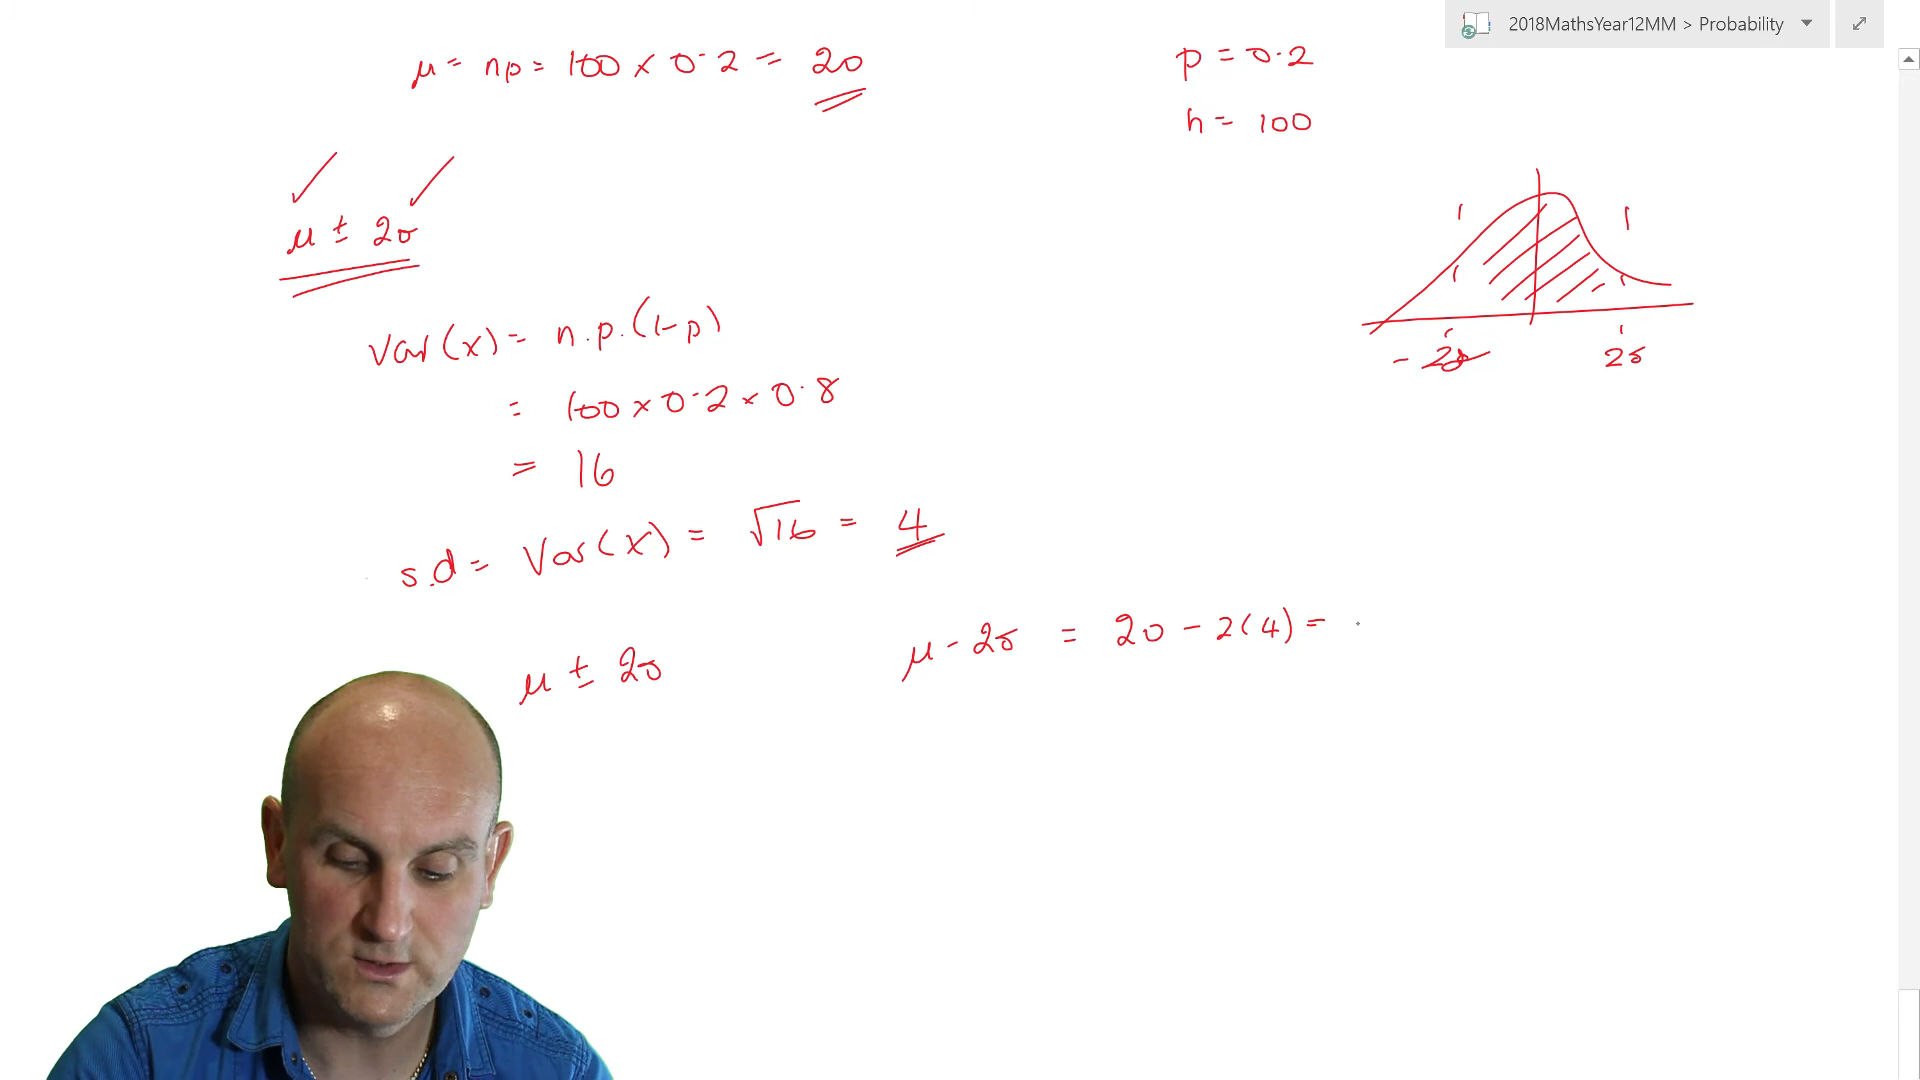 2018MathsYear12MM > Probability
μ = np = 100 × 0.2 = 20
p = 0.2
n = 100
μ ± 2σ
Var(x) = n.p.(1-p)
= 100 × 0.2 × 0.8
= 16
s.d = Var(X) = √16 = 4
μ ± 2σ
μ - 2σ = 20 - 2(4) =
- 2σ
2σ